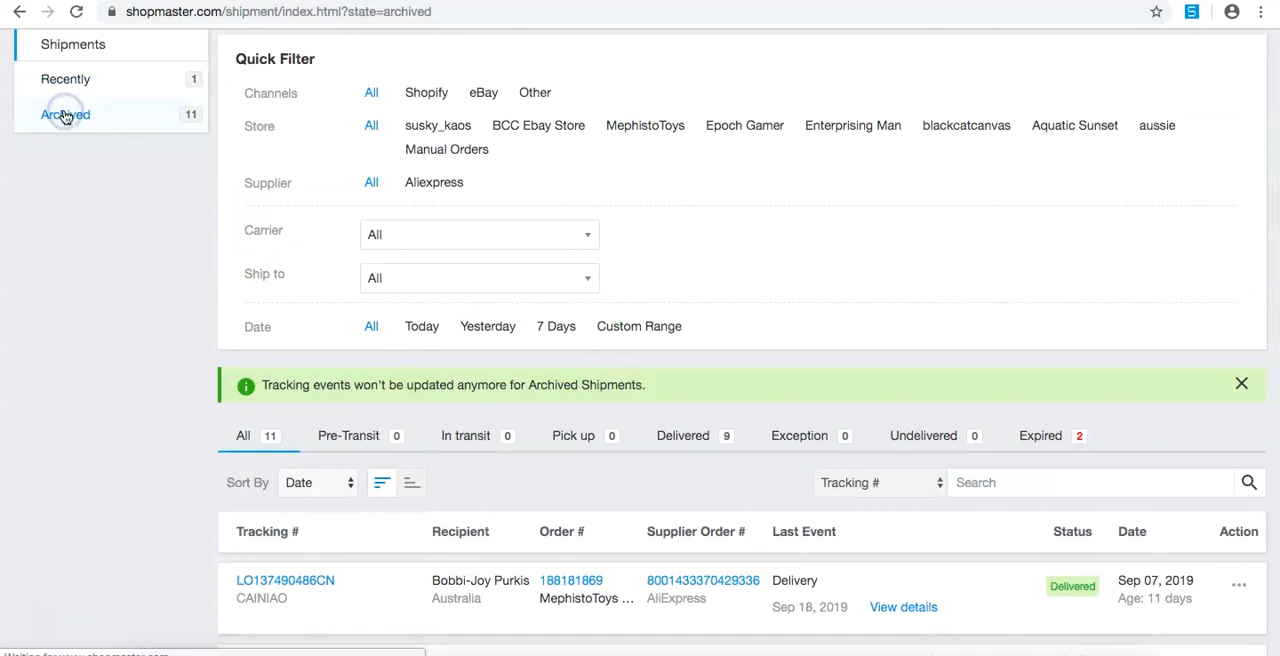 shopmaster.com/shipment/index.html?state=archived
Shipments
Recently 1
Archived 11
Quick Filter
Channels All Shopify eBay Other
Store All susky_kaos BCC Ebay Store MephistoToys Epoch Gamer Enterprising Man blackcatcanvas Aquatic Sunset aussie
Manual Orders
Supplier All Aliexpress
Carrier All
Ship to All
Date All Today Yesterday 7 Days Custom Range
Tracking events won't be updated anymore for Archived Shipments.
All 11 Pre-Transit 0 In transit 0 Pick up 0 Delivered 9 Exception 0 Undelivered 0 Expired 2
Sort By Date Tracking # Search
Tracking # Recipient Order # Supplier Order # Last Event Status Date Action
LO137490486CN Bobbi-Joy Purkis 188181869 8001433370429336 Delivery Delivered Sep 07, 2019
CAINIAO Australia MephistoToys ... AliExpress Sep 18, 2019 View details Age: 11 days